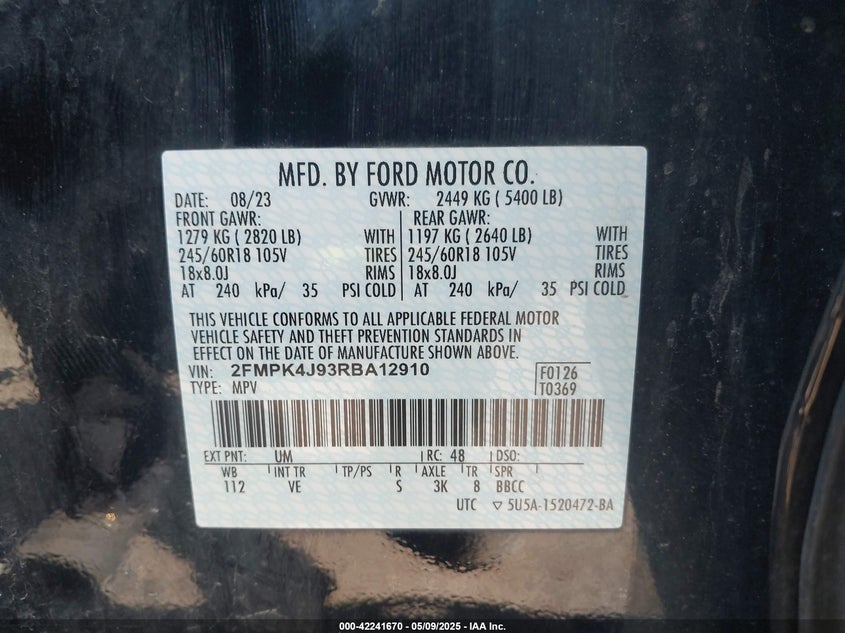 MFD. BY FORD MOTOR CO.
DATE: 08/23 GVWR: 2449 KG ( 5400 LB)
FRONT GAWR: REAR GAWR:
1279 KG ( 2820 LB) WITH 1197 KG ( 2640 LB) WITH
245/60R18 105V TIRES 245/60R18 105V TIRES
18x8.0J RIMS 18x8.0J RIMS
AT 240 kPa/ 35 PSI COLD AT 240 kPa/ 35 PSI COLD
THIS VEHICLE CONFORMS TO ALL APPLICABLE FEDERAL MOTOR
VEHICLE SAFETY AND THEFT PREVENTION STANDARDS IN
EFFECT ON THE DATE OF MANUFACTURE SHOWN ABOVE.
VIN: 2FMPK4J93RBA12910 F0126
TYPE: MPV T0369
EXT PNT: UM RC: 48 DSO:
WB INT TR TP/PS R AXLE TR SPR
112 VE S 3K 8 BBCC
UTC ▽ 5U5A-1520472-BA
000-42241670 — 05/09/2025 — IAA Inc.